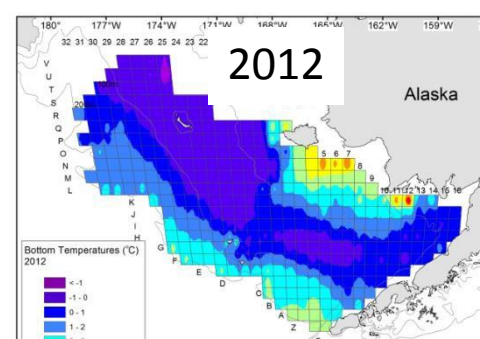 180° 177°W 174°W 171°W 168°W 165°W 162°W 159°W
32 31 30 29 28 27 26 25 24 23 22
2012
Alaska
V
U
T
S
R
Q
P
O
N
M
L
100m
200m
5 6 7
8
9
10 11 12 13 14 15 16
K
J
I
H
G
F
E
D
C
B
A
Z
Bottom Temperatures (°C)
2012
< -1
-1 - 0
0 - 1
1 - 2